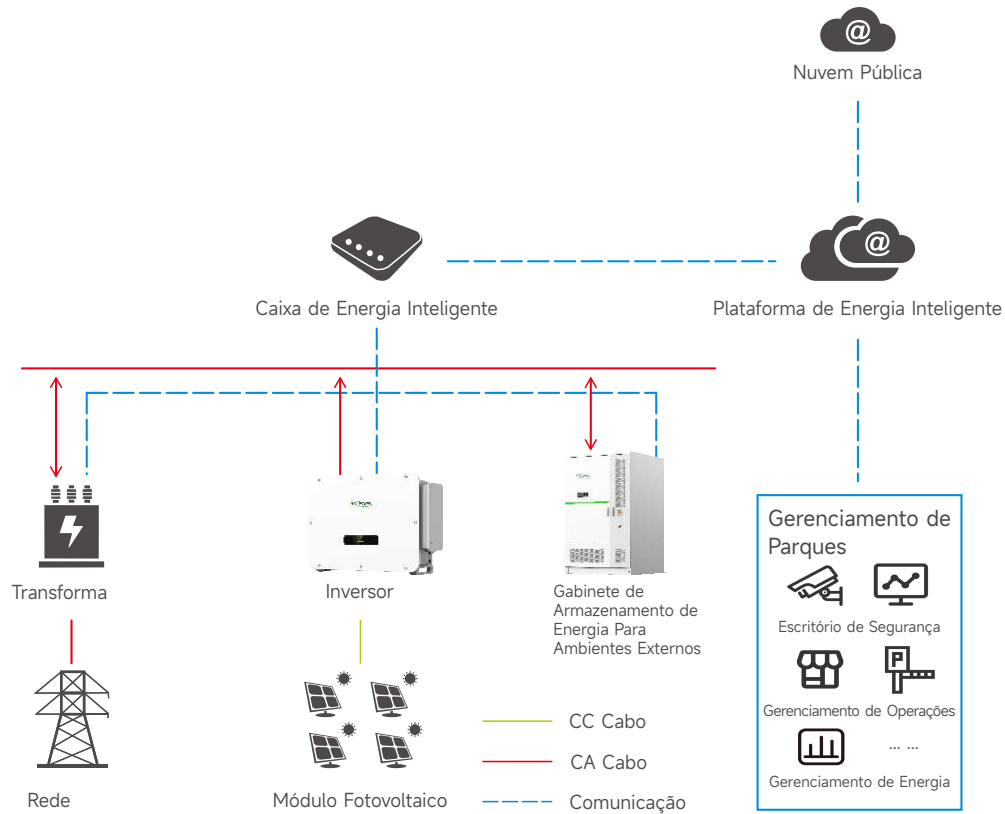 @
Nuvem Pública
@
Caixa de Energia Inteligente
Plataforma de Energia Inteligente
Transforma
Inversor
Gabinete de
Armazenamento de
Energia Para
Ambientes Externos
Gerenciamento de
Parques
Escritório de Segurança
P
Gerenciamento de Operações
... ...
Gerenciamento de Energia
Rede
Módulo Fotovoltaico
CC Cabo
CA Cabo
Comunicação